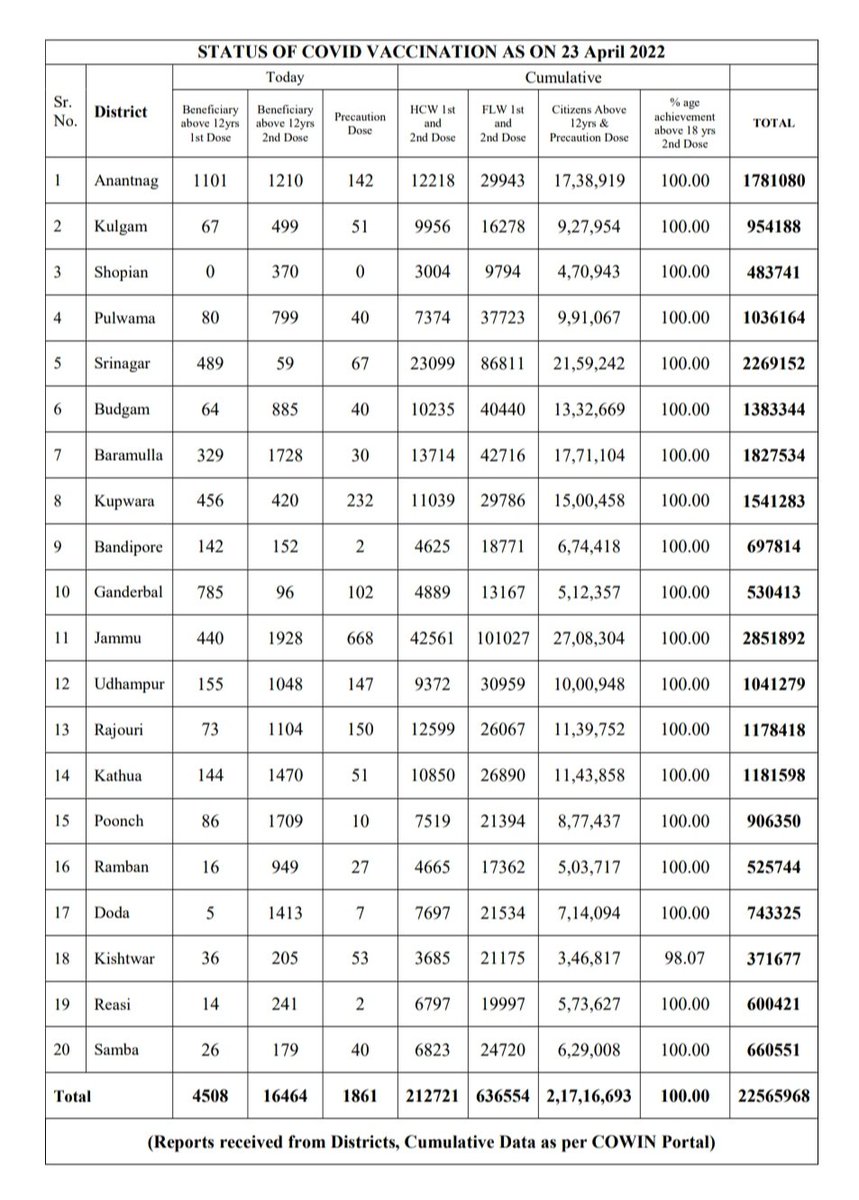 STATUS OF COVID VACCINATION AS ON 23 April 2022
Sr. No. District Today Cumulative
Beneficiary above 12yrs 1st Dose Beneficiary above 12yrs 2nd Dose Precaution Dose HCW 1st and 2nd Dose FLW 1st and 2nd Dose Citizens Above 12yrs & Precaution Dose % age achievement above 18 yrs 2nd Dose TOTAL
1 Anantnag 1101 1210 142 12218 29943 17,38,919 100.00 1781080
2 Kulgam 67 499 51 9956 16278 9,27,954 100.00 954188
3 Shopian 0 370 0 3004 9794 4,70,943 100.00 483741
4 Pulwama 80 799 40 7374 37723 9,91,067 100.00 1036164
5 Srinagar 489 59 67 23099 86811 21,59,242 100.00 2269152
6 Budgam 64 885 40 10235 40440 13,32,669 100.00 1383344
7 Baramulla 329 1728 30 13714 42716 17,71,104 100.00 1827534
8 Kupwara 456 420 232 11039 29786 15,00,458 100.00 1541283
9 Bandipore 142 152 2 4625 18771 6,74,418 100.00 697814
10 Ganderbal 785 96 102 4889 13167 5,12,357 100.00 530413
11 Jammu 440 1928 668 42561 101027 27,08,304 100.00 2851892
12 Udhampur 155 1048 147 9372 30959 10,00,948 100.00 1041279
13 Rajouri 73 1104 150 12599 26067 11,39,752 100.00 1178418
14 Kathua 144 1470 51 10850 26890 11,43,858 100.00 1181598
15 Poonch 86 1709 10 7519 21394 8,77,437 100.00 906350
16 Ramban 16 949 27 4665 17362 5,03,717 100.00 525744
17 Doda 5 1413 7 7697 21534 7,14,094 100.00 743325
18 Kishtwar 36 205 53 3685 21175 3,46,817 98.07 371677
19 Reasi 14 241 2 6797 19997 5,73,627 100.00 600421
20 Samba 26 179 40 6823 24720 6,29,008 100.00 660551
Total 4508 16464 1861 212721 636554 2,17,16,693 100.00 22565968
(Reports received from Districts, Cumulative Data as per COWIN Portal)